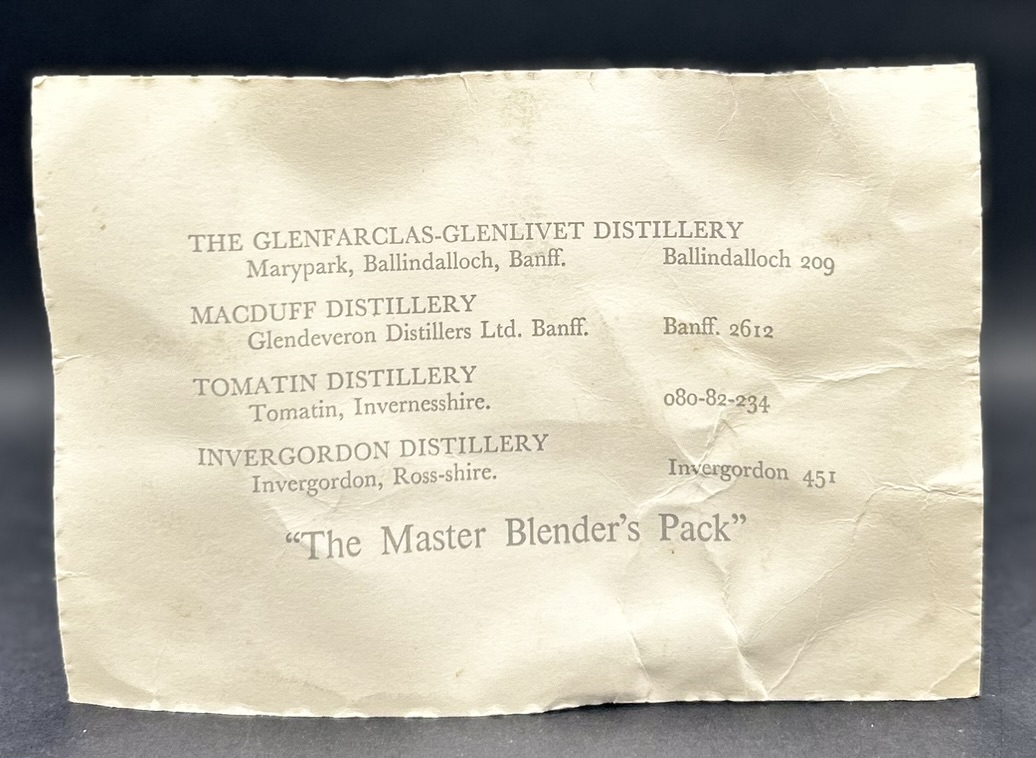 THE GLENFARCLAS-GLENLIVET DISTILLERY
Marypark, Ballindalloch, Banff. Ballindalloch 209
MACDUFF DISTILLERY
Glendeveron Distillers Ltd. Banff. Banff. 2612
TOMATIN DISTILLERY
Tomatin, Invernesshire. 080-82-234
INVERGORDON DISTILLERY
Invergordon, Ross-shire. Invergordon 451
“The Master Blender’s Pack”